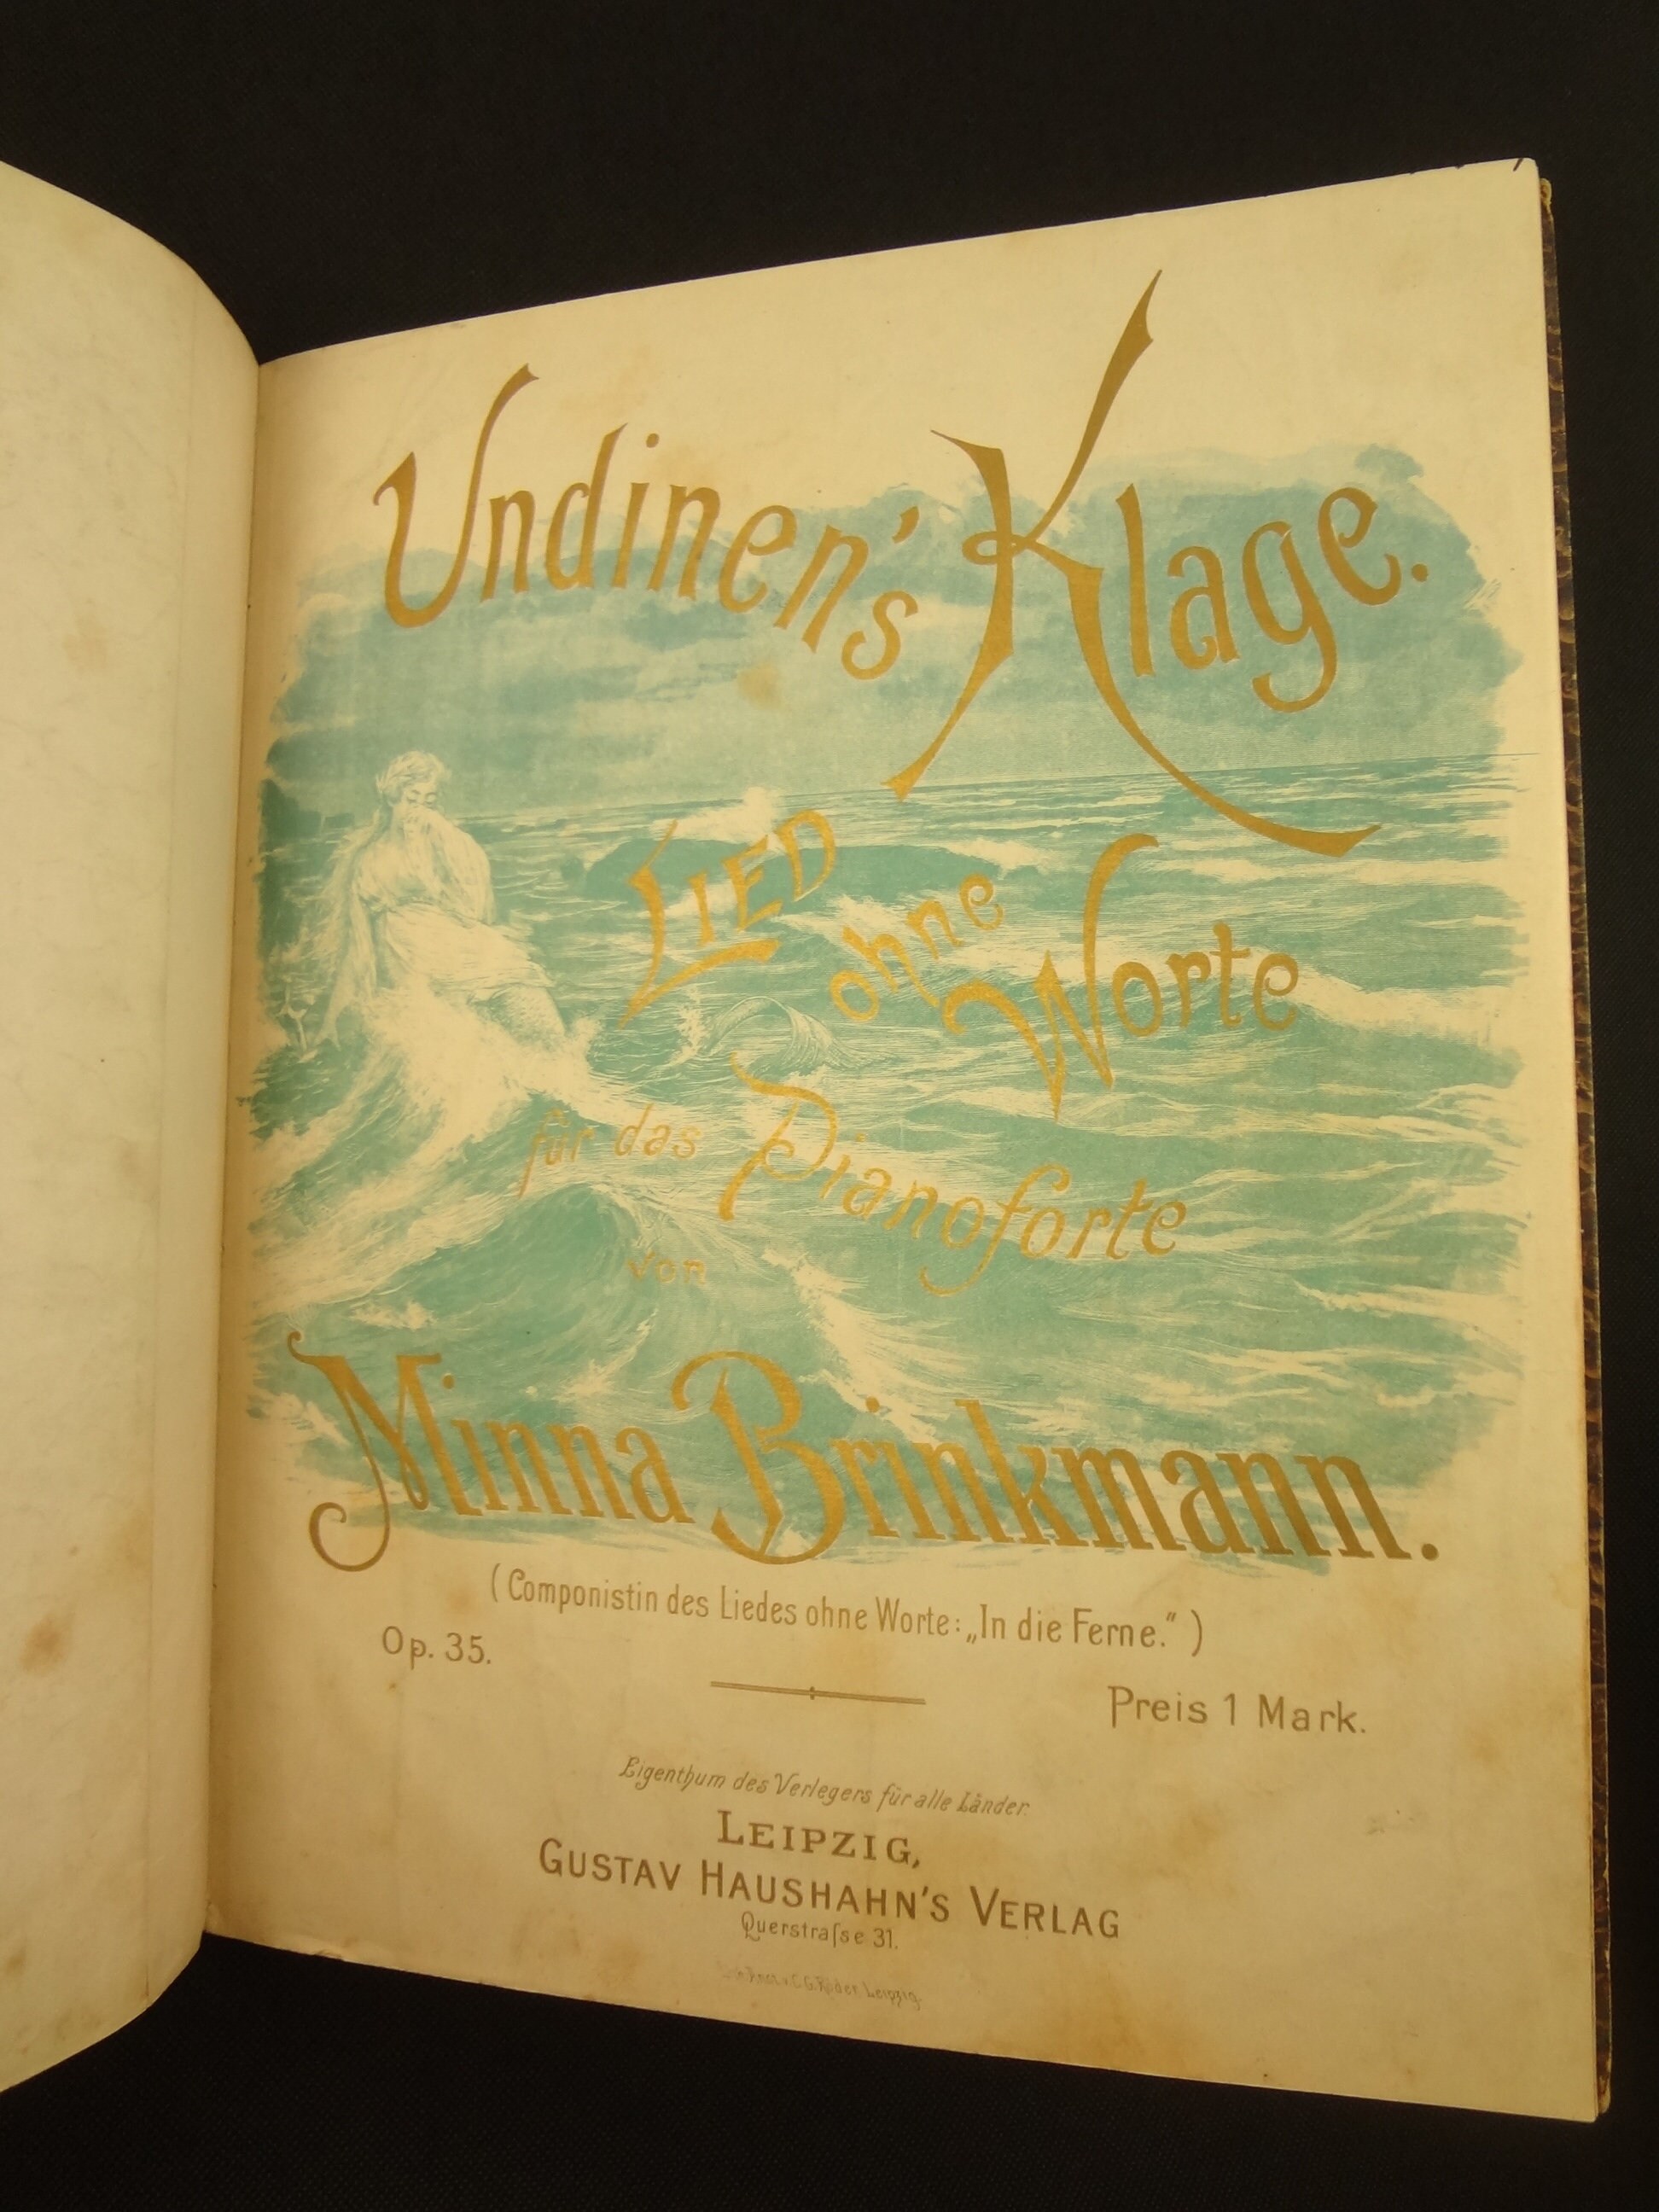 Undinen's Klage.
LIED ohne Worte
für das Pianoforte
von
Minna Brinkmann.
(Componistin des Liedes ohne Worte: „In die Ferne.“)
Op. 35.
Preis 1 Mark.
Eigenthum des Verlegers für alle Länder.
LEIPZIG,
GUSTAV HAUSHAHN'S VERLAG
Querstraſse 31.
v. C. G. Röder Leipzig.